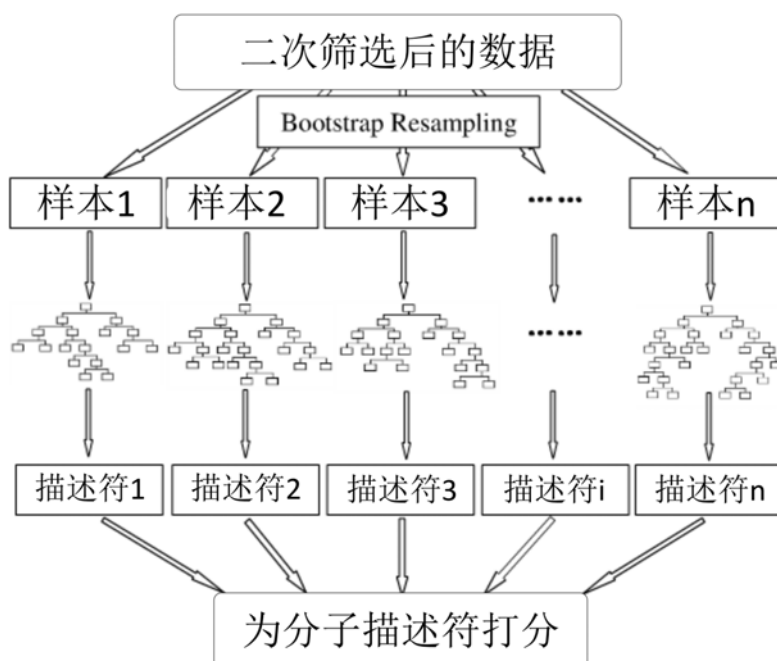 二次筛选后的数据
Bootstrap Resampling
样本1
样本2
样本3
……
样本n
……
描述符1
描述符2
描述符3
描述符i
描述符n
为分子描述符打分